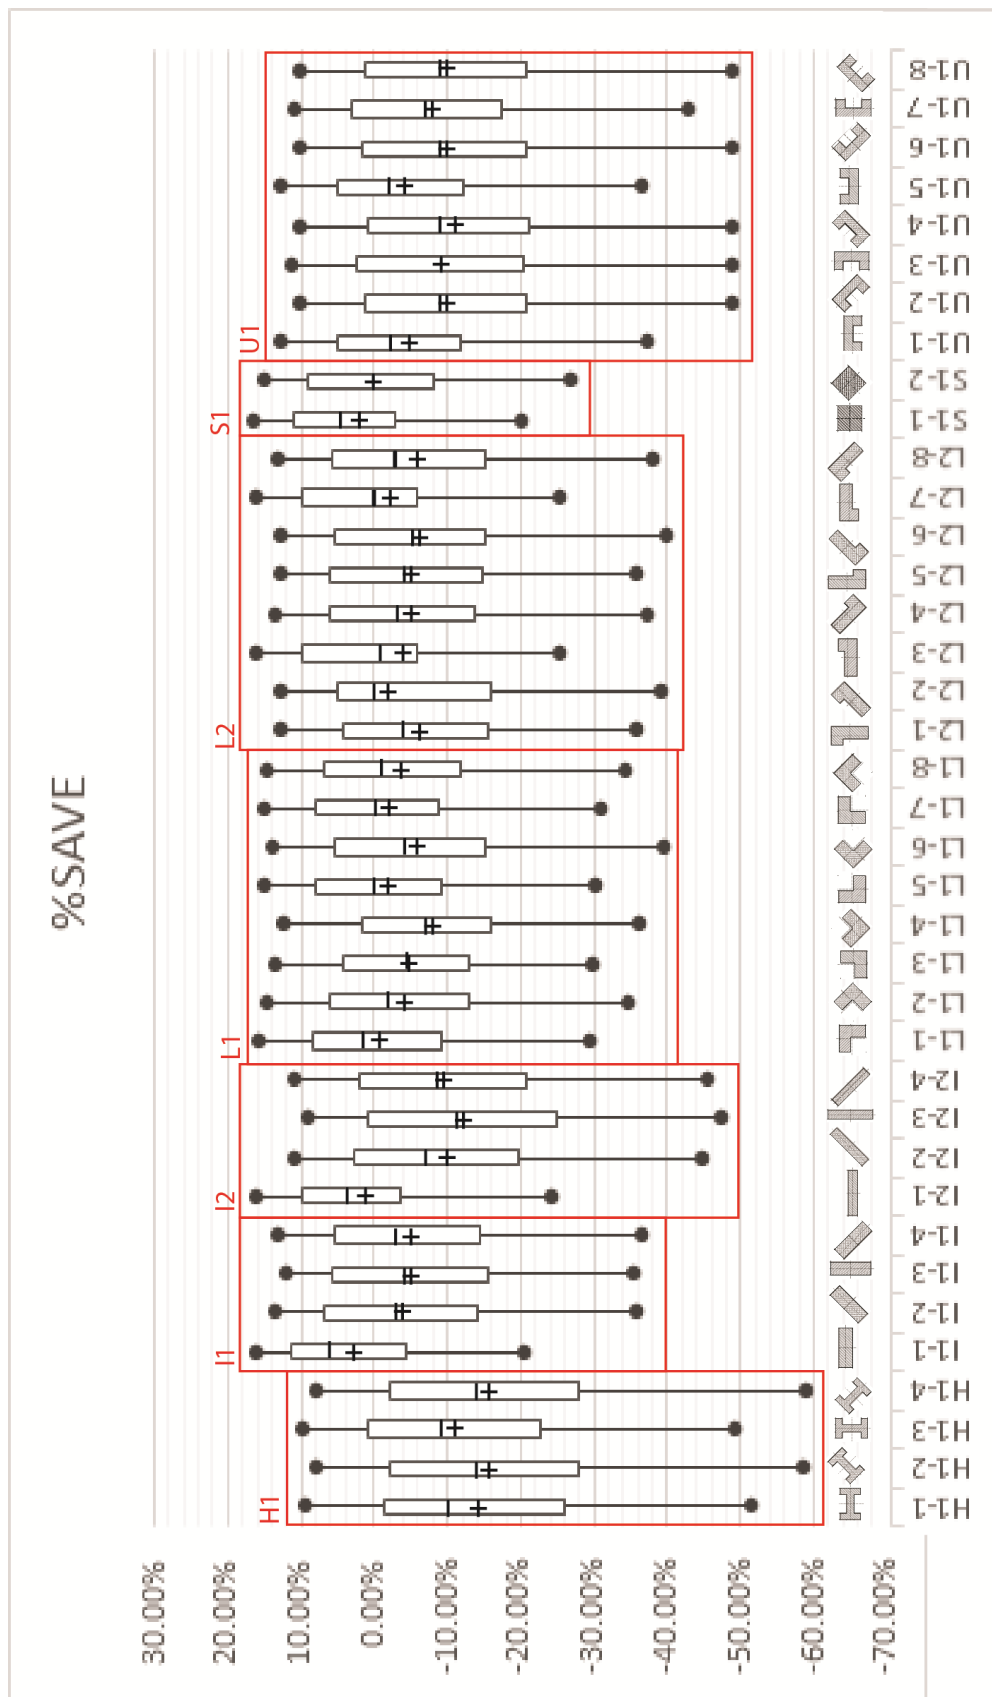 %SAVE
30.00%
20.00%
10.00%
0.00%
-10.00%
-20.00%
-30.00%
-40.00%
-50.00%
-60.00%
-70.00%
H1
I1
I2
L1
L2
S1
U1
H1-1
H1-2
H1-3
H1-4
I1-1
I1-2
I1-3
I1-4
I2-1
I2-2
I2-3
I2-4
L1-1
L1-2
L1-3
L1-4
L1-5
L1-6
L1-7
L1-8
L2-1
L2-2
L2-3
L2-4
L2-5
L2-6
L2-7
L2-8
S1-1
S1-2
U1-1
U1-2
U1-3
U1-4
U1-5
U1-6
U1-7
U1-8